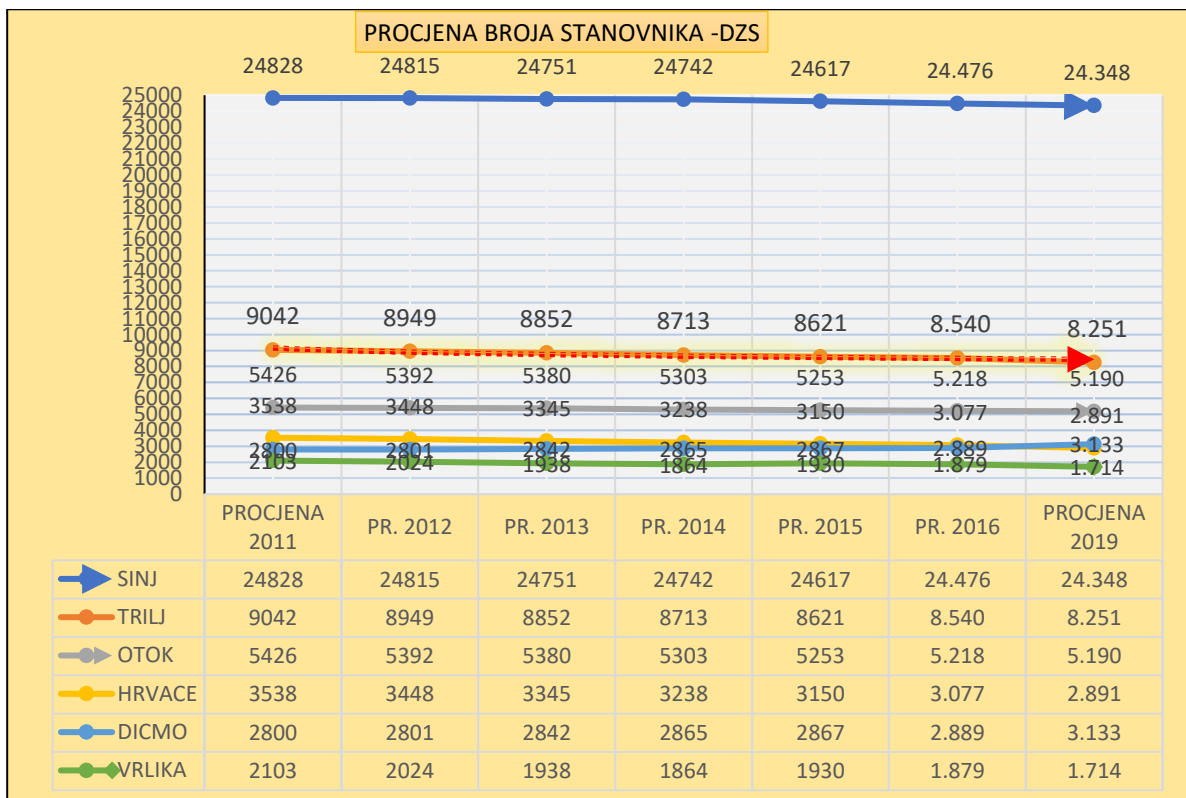 PROCJENA BROJA STANOVNIKA -DZS
24828 24815 24751 24742 24617 24.476 24.348
25000
24000
23000
22000
21000
20000
19000
18000
17000
16000
15000
14000
13000
12000
11000
10000
9000
8000
7000
6000
5000
4000
3000
2000
1000
0
9042 8949 8852 8713 8621 8.540 8.251
5426 5392 5380 5303 5253 5.218 5.190
3538 3448 3345 3238 3150 3.077 2.891
2800 2801 2842 2865 2867 2.889 3.133
2103 2024 1938 1864 1930 1.879 1.714
PROCJENA 2011 PR. 2012 PR. 2013 PR. 2014 PR. 2015 PR. 2016 PROCJENA 2019
SINJ 24828 24815 24751 24742 24617 24.476 24.348
TRILJ 9042 8949 8852 8713 8621 8.540 8.251
OTOK 5426 5392 5380 5303 5253 5.218 5.190
HRVACE 3538 3448 3345 3238 3150 3.077 2.891
DICMO 2800 2801 2842 2865 2867 2.889 3.133
VRLIKA 2103 2024 1938 1864 1930 1.879 1.714